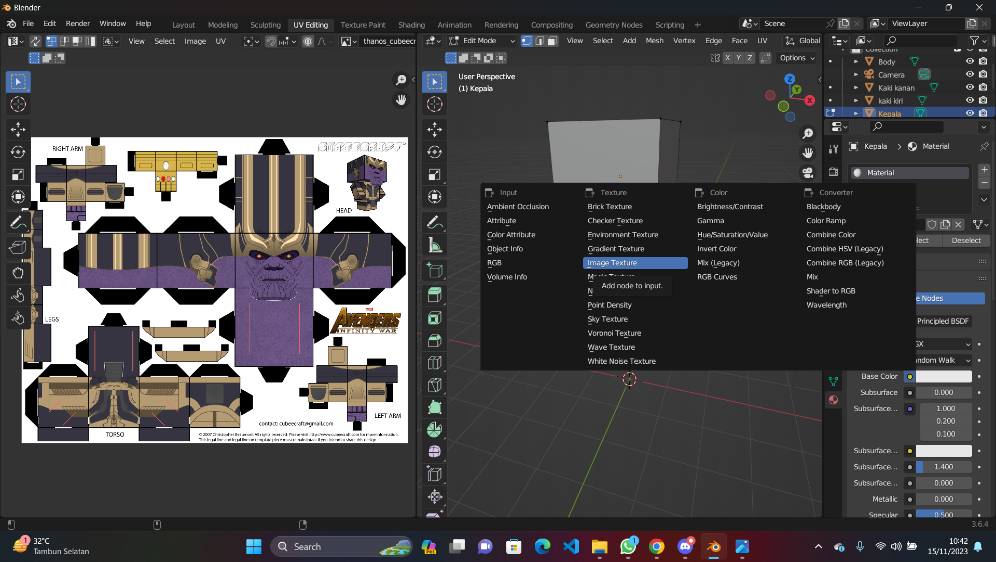 Blender
File Edit Render Window Help
Layout Modeling Sculpting UV Editing Texture Paint Shading Animation Rendering Compositing Geometry Nodes Scripting +
Scene
ViewLayer
View Select Image UV
thanos_cubeecr
Edit Mode
View Select Add Mesh Vertex Edge Face UV
Global
X Y Z
Options
User Perspective
(1) Kepala
Z
Y
X
Collection
Body
Camera
Kaki kanan
kaki kiri
Kepala
Kepala > Material
Material
Deselect
Principled BSDF
Base Color
Subsurface 0.000
Subsurface... 1.000
0.200
0.100
Subsurface...
Subsurface... 1.400
Subsurface... 0.000
Metallic 0.000
Specular 0.500
RIGHT ARM
HEAD
LEGS
AVENGERS
INFINITY WAR
LEFT ARM
TORSO
contact: cubeecraft@gmail.com
Input
Ambient Occlusion
Attribute
Color Attribute
Object Info
RGB
Volume Info
Texture
Brick Texture
Checker Texture
Environment Texture
Gradient Texture
Image Texture
Add node to input.
Point Density
Sky Texture
Voronoi Texture
Wave Texture
White Noise Texture
Color
Brightness/Contrast
Gamma
Hue/Saturation/Value
Invert Color
Mix (Legacy)
RGB Curves
Converter
Blackbody
Color Ramp
Combine Color
Combine HSV (Legacy)
Combine RGB (Legacy)
Mix
Shader to RGB
Wavelength
3.6.4
32°C
Tambun Selatan
Search
10:42
15/11/2023